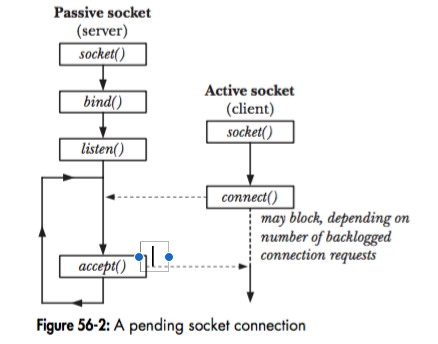 Passive socket
(server)
socket()
bind()
listen()
accept()
Active socket
(client)
socket()
connect()
may block, depending on
number of backlogged
connection requests
Figure 56-2: A pending socket connection